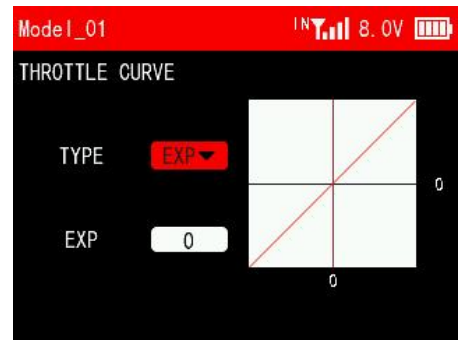 Model_01 IN 8.0V
THROTTLE CURVE
TYPE EXP
0
EXP 0
0